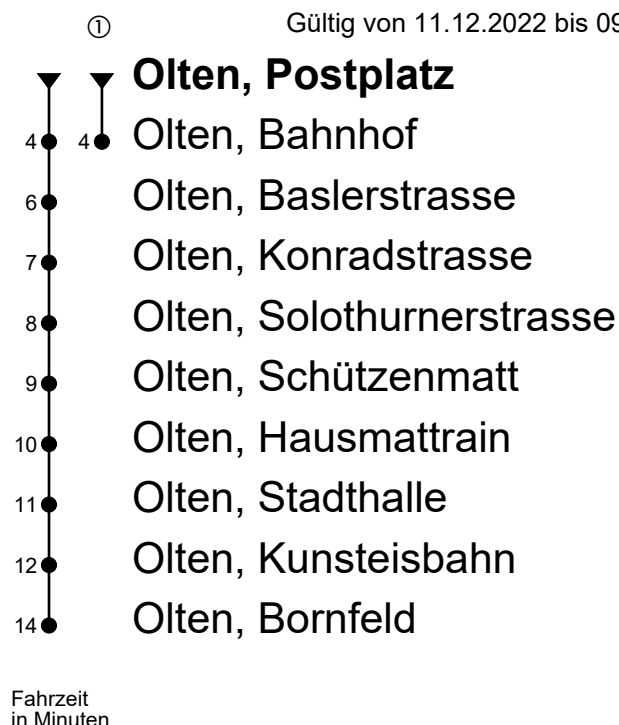 ① Gültig von 11.12.2022 bis 09
Olten, Postplatz
4 4 Olten, Bahnhof
6 Olten, Baslerstrasse
7 Olten, Konradstrasse
8 Olten, Solothurnerstrasse
9 Olten, Schützenmatt
10 Olten, Hausmattrain
11 Olten, Stadthalle
12 Olten, Kunsteisbahn
14 Olten, Bornfeld
Fahrzeit
in Minuten